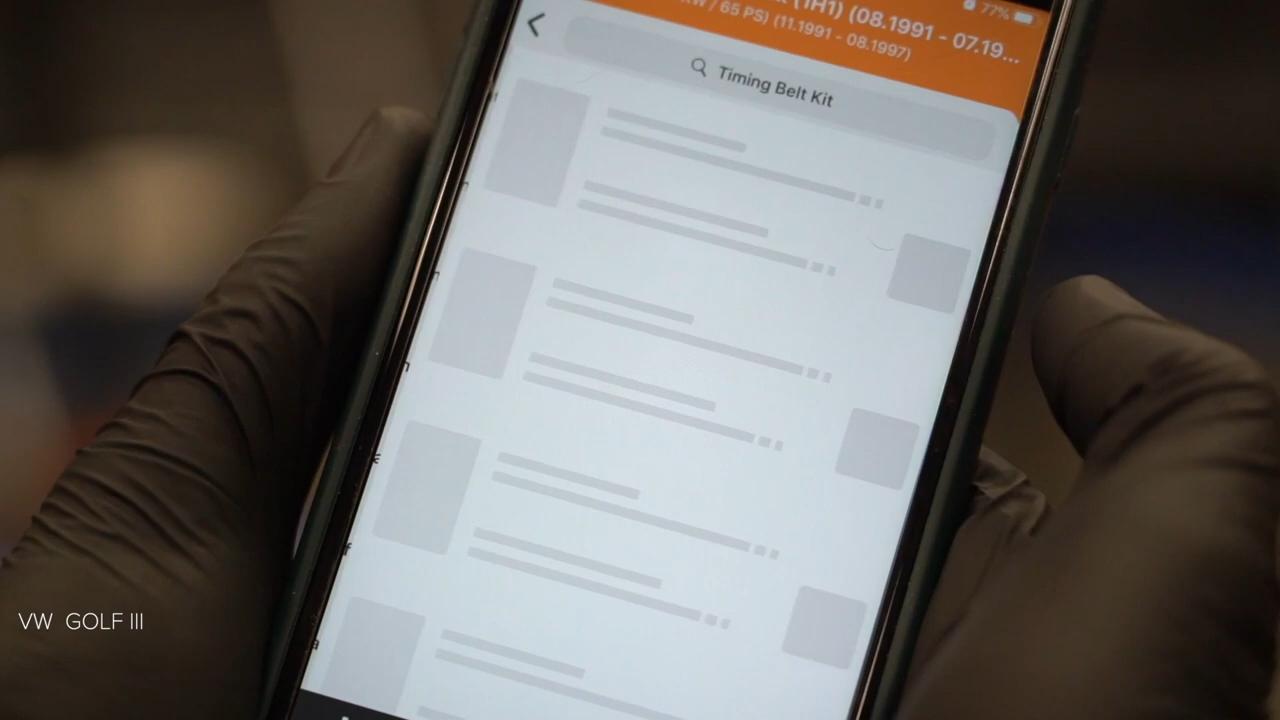 77%
(1H1) (08.1991 - 07.19...
/ 65 PS) (11.1991 - 08.1997)
Timing Belt Kit
VW GOLF III